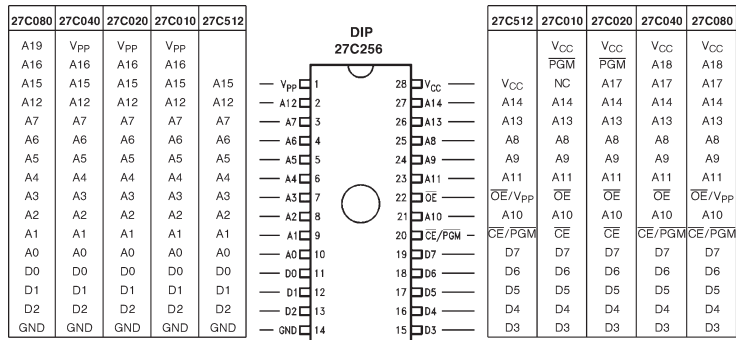 27C080 27C040 27C020 27C010 27C512 DIP 27C256 27C512 27C010 27C020 27C040 27C080
A19 VPP VPP VPP VCC VCC VCC VCC
A16 A16 A16 A16 PGM PGM A18 A18
A15 A15 A15 A15 A15 VPP 1 28 VCC VCC NC A17 A17 A17
A12 A12 A12 A12 A12 A12 2 27 A14 A14 A14 A14 A14 A14
A7 A7 A7 A7 A7 A7 3 26 A13 A13 A13 A13 A13 A13
A6 A6 A6 A6 A6 A6 4 25 A8 A8 A8 A8 A8 A8
A5 A5 A5 A5 A5 A5 5 24 A9 A9 A9 A9 A9 A9
A4 A4 A4 A4 A4 A4 6 23 A11 A11 A11 A11 A11 A11
A3 A3 A3 A3 A3 A3 7 22 OE OE/VPP OE OE OE OE/VPP
A2 A2 A2 A2 A2 A2 8 21 A10 A10 A10 A10 A10 A10
A1 A1 A1 A1 A1 A1 9 20 CE/PGM CE/PGM CE CE CE/PGM CE/PGM
A0 A0 A0 A0 A0 A0 10 19 D7 D7 D7 D7 D7 D7
D0 D0 D0 D0 D0 D0 11 18 D6 D6 D6 D6 D6 D6
D1 D1 D1 D1 D1 D1 12 17 D5 D5 D5 D5 D5 D5
D2 D2 D2 D2 D2 D2 13 16 D4 D4 D4 D4 D4 D4
GND GND GND GND GND GND 14 15 D3 D3 D3 D3 D3 D3